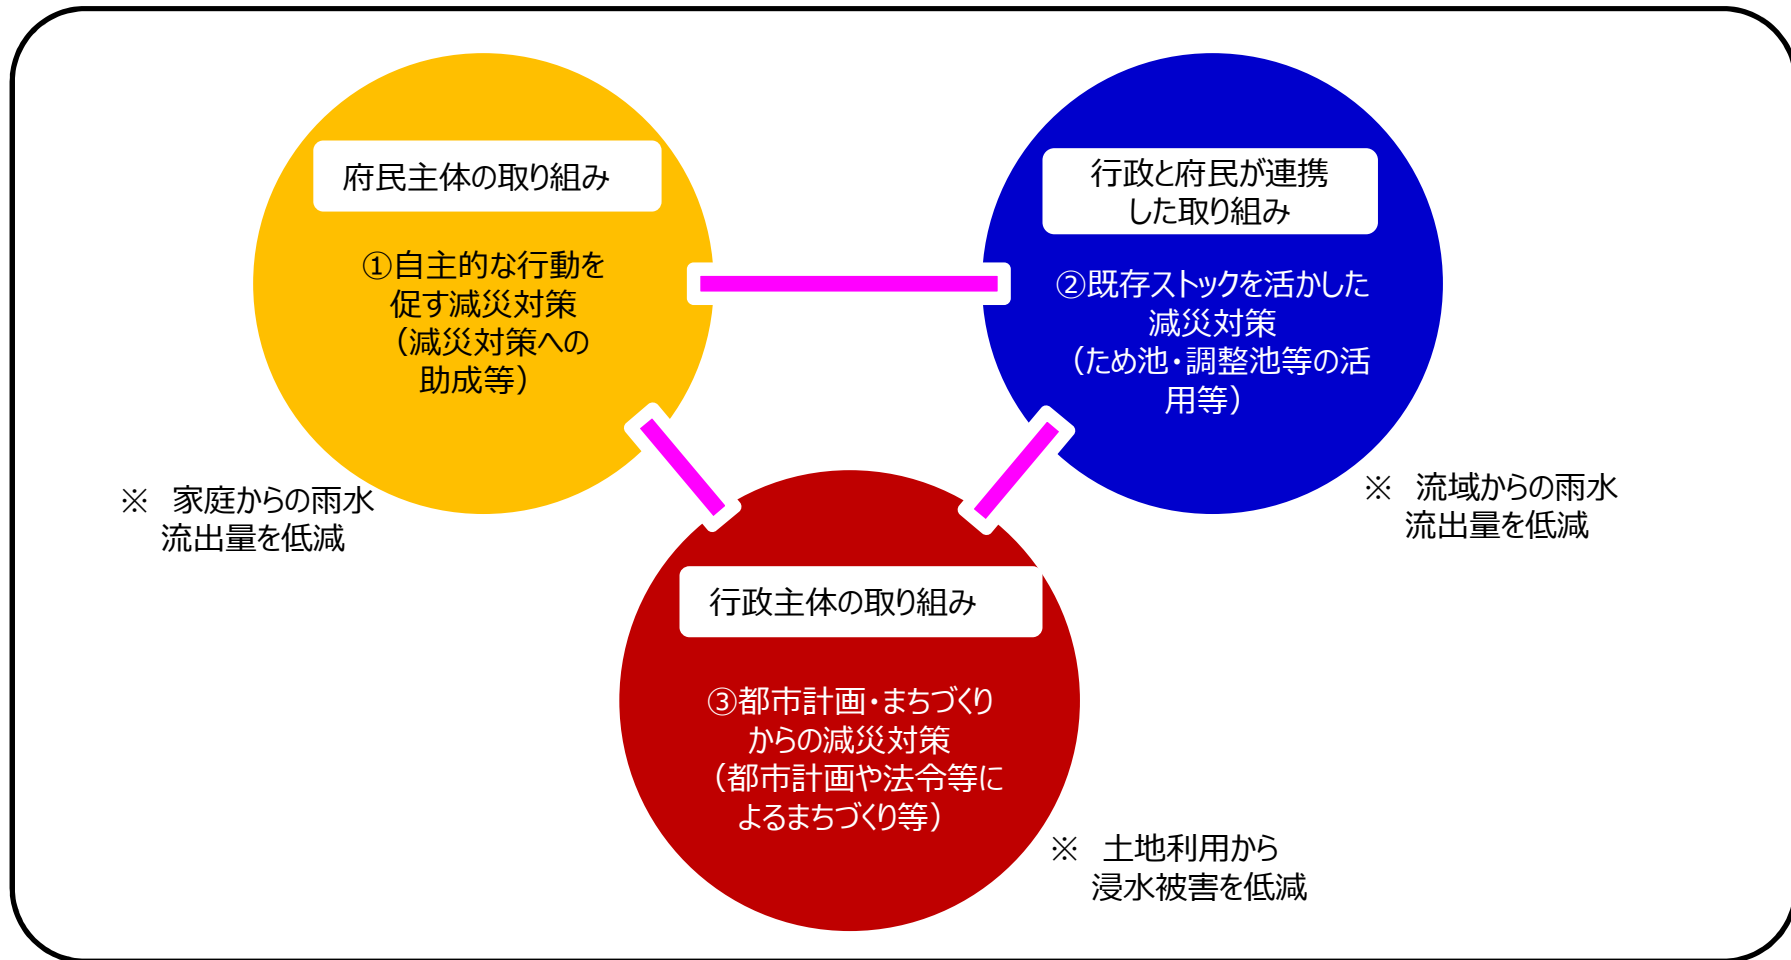 府民主体の取り組み
①自主的な行動を
促す減災対策
（減災対策への
助成等）
※　家庭からの雨水
流出量を低減
行政と府民が連携
した取り組み
②既存ストックを活かした
減災対策
（ため池・調整池等の活
用等）
※　流域からの雨水
流出量を低減
行政主体の取り組み
③都市計画・まちづくり
からの減災対策
（都市計画や法令等に
よるまちづくり等）
※　土地利用から
浸水被害を低減